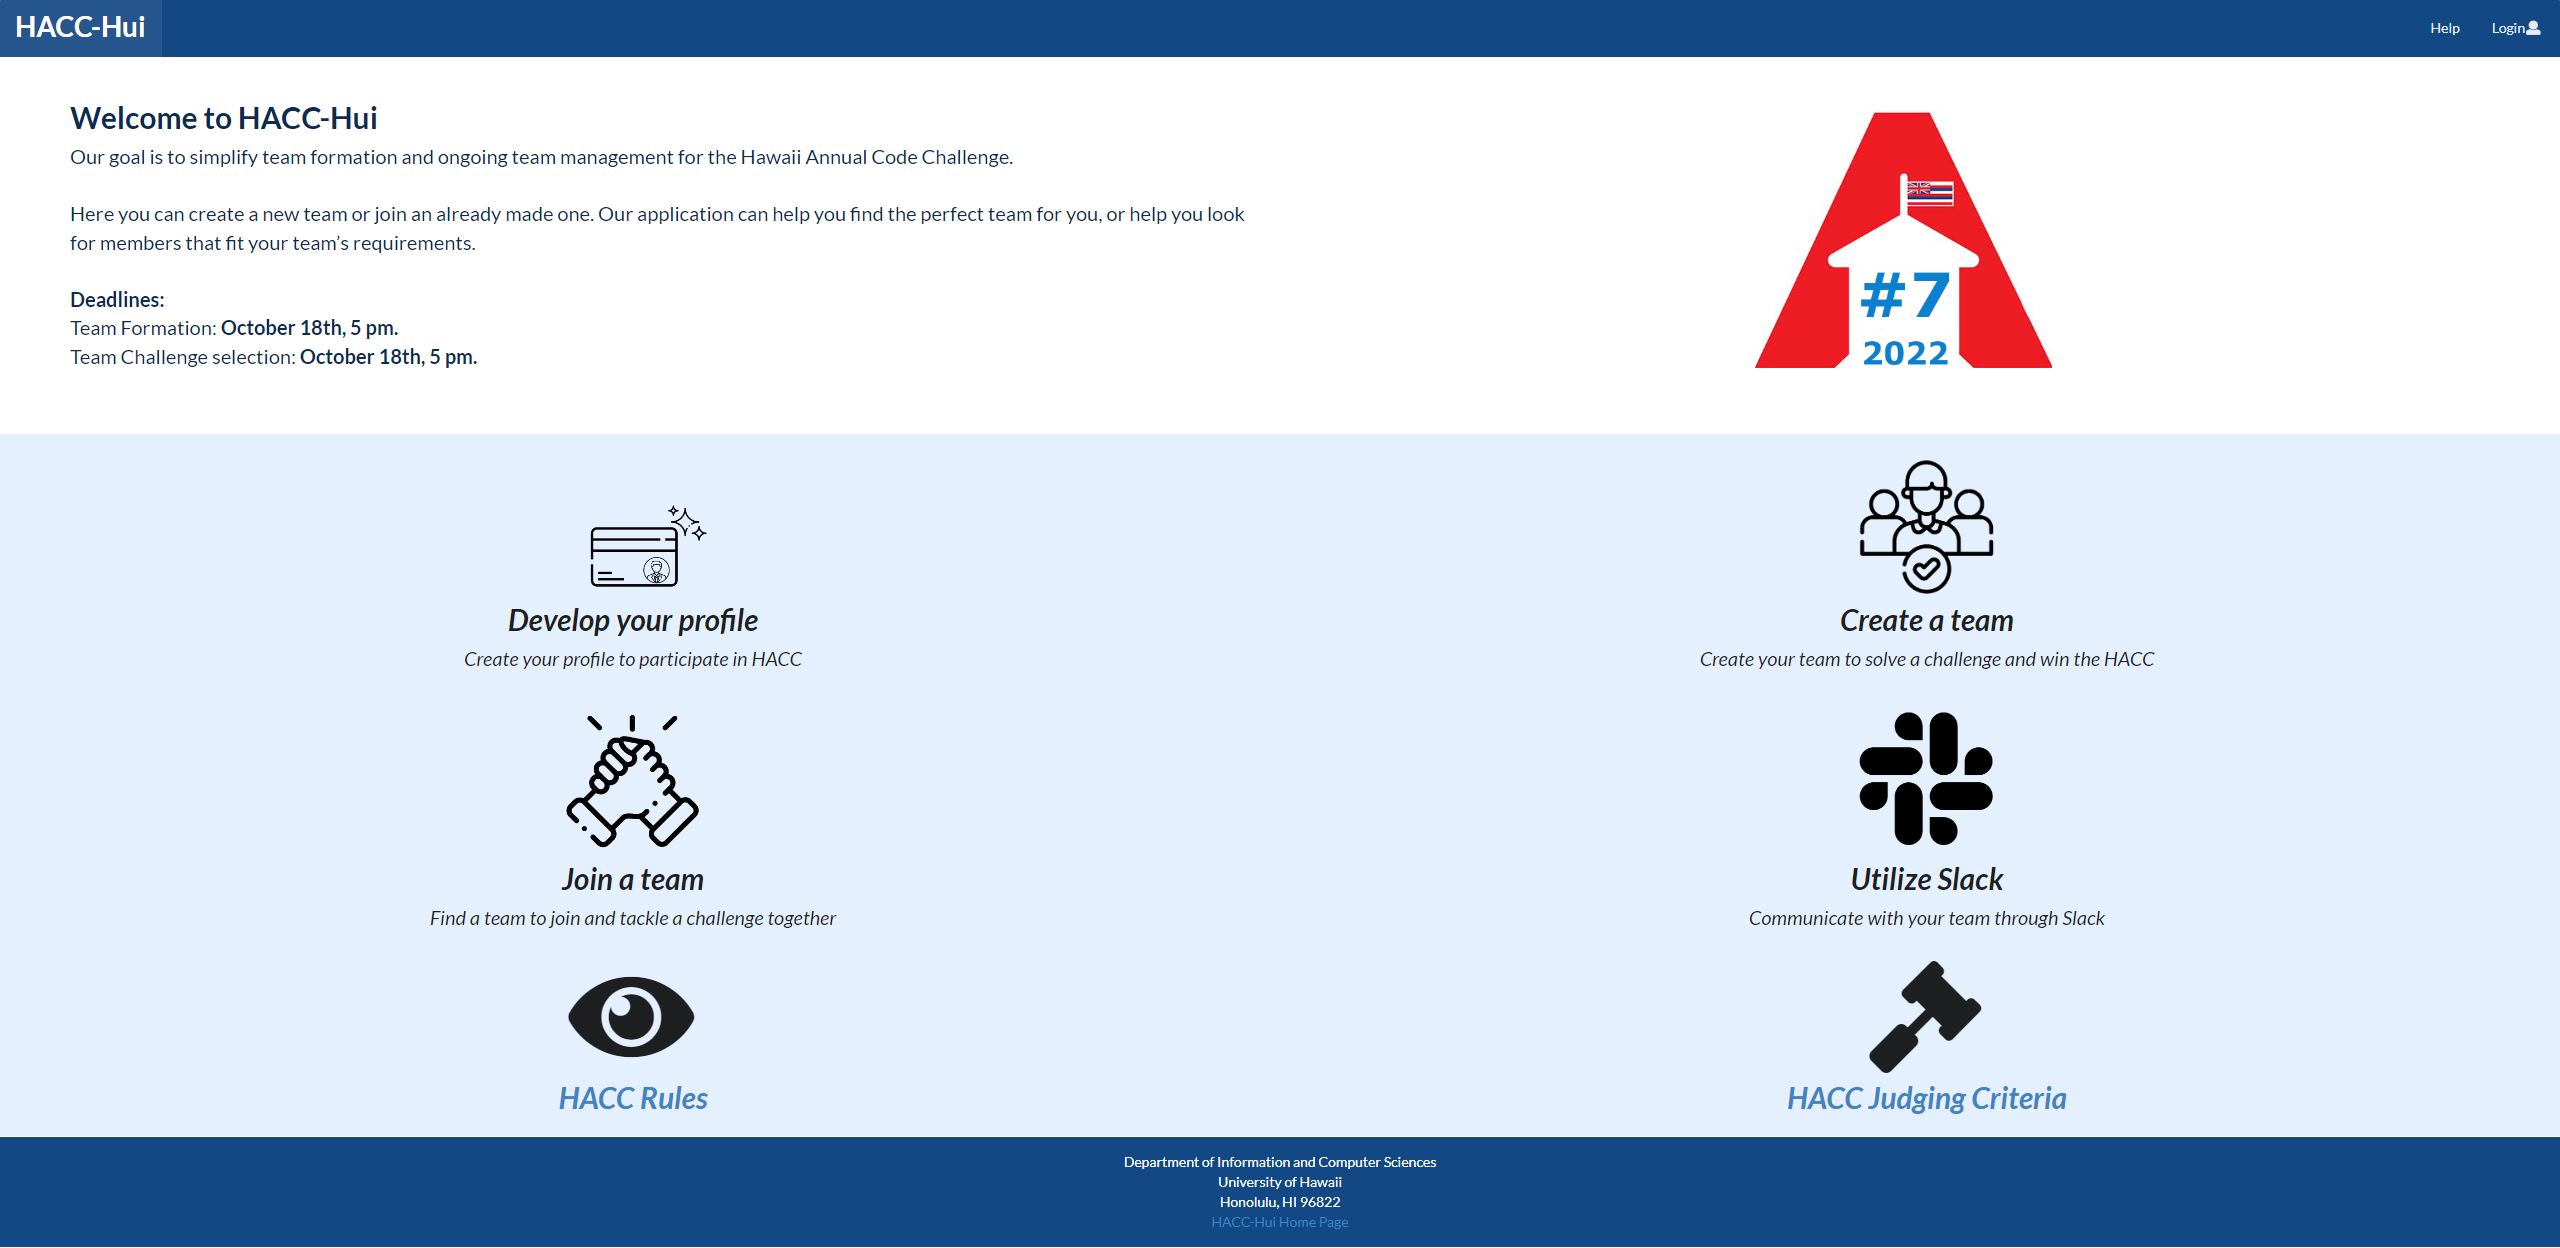 HACC-Hui
Help
Login
Welcome to HACC-Hui
Our goal is to simplify team formation and ongoing team management for the Hawaii Annual Code Challenge.
Here you can create a new team or join an already made one. Our application can help you find the perfect team for you, or help you look
for members that fit your team’s requirements.
Deadlines:
Team Formation: October 18th, 5 pm.
Team Challenge selection: October 18th, 5 pm.
#7
2022
Develop your profile
Create your profile to participate in HACC
Create a team
Create your team to solve a challenge and win the HACC
Join a team
Find a team to join and tackle a challenge together
Utilize Slack
Communicate with your team through Slack
HACC Rules
HACC Judging Criteria
Department of Information and Computer Sciences
University of Hawaii
Honolulu, HI 96822
HACC-Hui Home Page